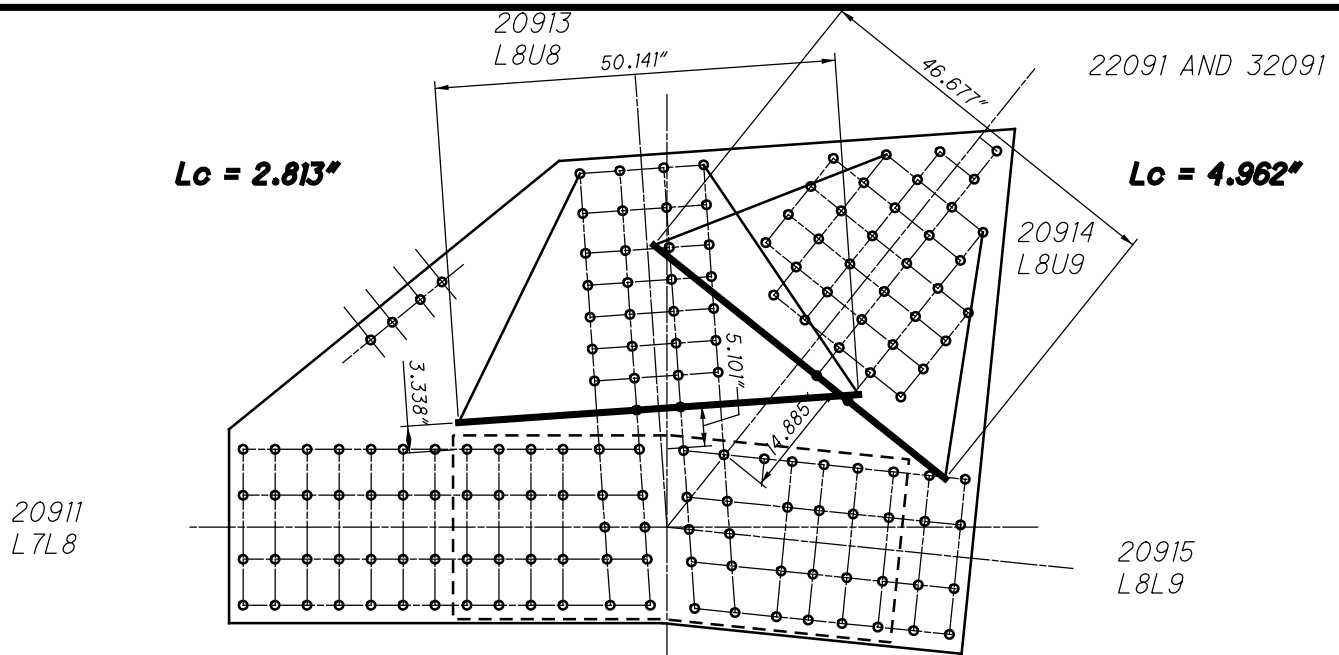 20913
L8U8
50.141"
46.677"
22091 AND 32091
Lc = 2.813"
Lc = 4.962"
20914
L8U9
3.338"
5.101"
14.885"
20911
L7L8
20915
L8L9